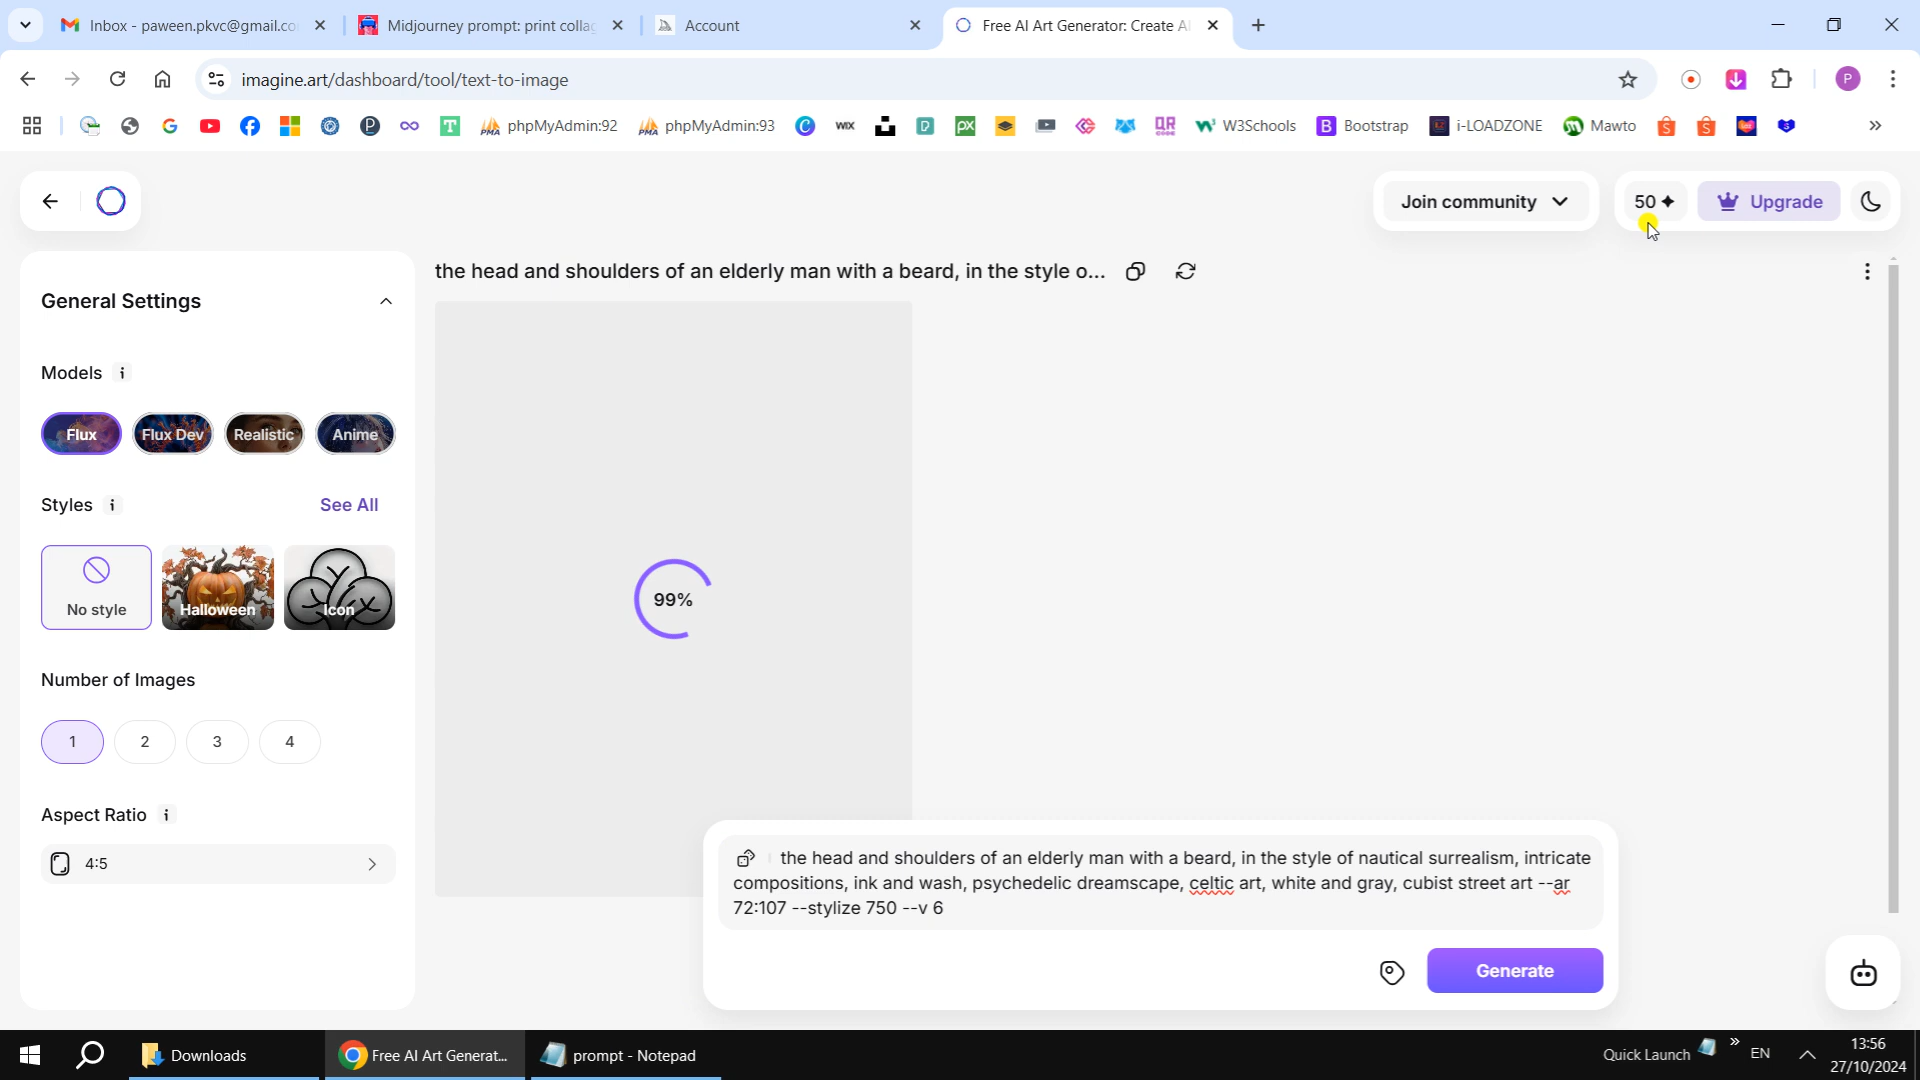 Inbox - paween.pkvc@gmail.co
Midjourney prompt: print colla
Account
Free AI Art Generator: Create A
imagine.art/dashboard/tool/text-to-image
P
phpMyAdmin:92
phpMyAdmin:93
WIX
W3Schools
Bootstrap
i-LOADZONE
Mawto
Join community
50
Upgrade
the head and shoulders of an elderly man with a beard, in the style o...
General Settings
Models
Flux
Flux Dev
Realistic
Anime
Styles
See All
No style
Halloween
Icon
99%
Number of Images
1
2
3
4
Aspect Ratio
4:5
the head and shoulders of an elderly man with a beard, in the style of nautical surrealism, intricate
compositions, ink and wash, psychedelic dreamscape, celtic art, white and gray, cubist street art --ar
72:107 --stylize 750 --v 6
Generate
Downloads
Free AI Art Generat...
prompt - Notepad
Quick Launch
EN
13:56
27/10/2024